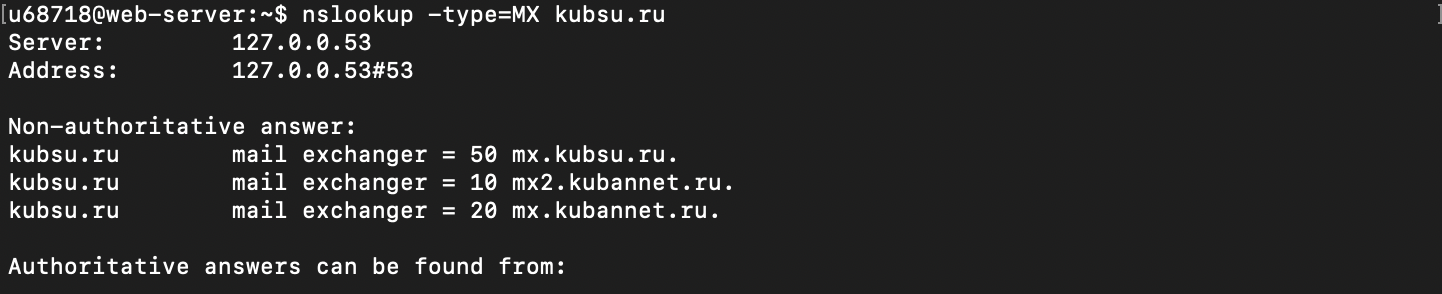 [u68718@web-server:~$ nslookup -type=MX kubsu.ru ]
Server:		127.0.0.53
Address:	127.0.0.53#53

Non-authoritative answer:
kubsu.ru	mail exchanger = 50 mx.kubsu.ru.
kubsu.ru	mail exchanger = 10 mx2.kubannet.ru.
kubsu.ru	mail exchanger = 20 mx.kubannet.ru.

Authoritative answers can be found from: